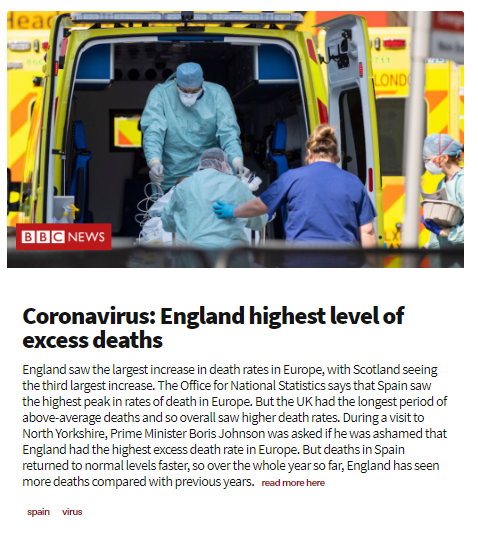 Hea
LONDO
BBC NEWS
Coronavirus: England highest level of
excess deaths
England saw the largest increase in death rates in Europe, with Scotland seeing
the third largest increase. The Office for National Statistics says that Spain saw
the highest peak in rates of death in Europe. But the UK had the longest period of
above-average deaths and so overall saw higher death rates. During a visit to
North Yorkshire, Prime Minister Boris Johnson was asked if he was ashamed that
England had the highest excess death rate in Europe. But deaths in Spain
returned to normal levels faster, so over the whole year so far, England has seen
more deaths compared with previous years. read more here
spain virus